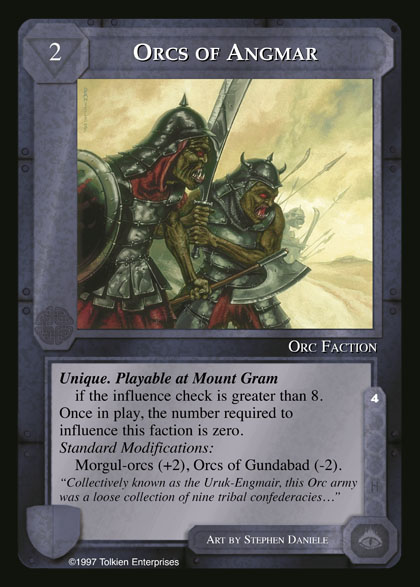 2
ORCS OF ANGMAR
ORC FACTION
Unique. Playable at Mount Gram
if the influence check is greater than 8.
Once in play, the number required to
influence this faction is zero.
Standard Modifications:
Morgul-orcs (+2), Orcs of Gundabad (-2).
“Collectively known as the Uruk-Engmair, this Orc army
was a loose collection of nine tribal confederacies…”
4
H
ART BY STEPHEN DANIELE
©1997 Tolkien Enterprises